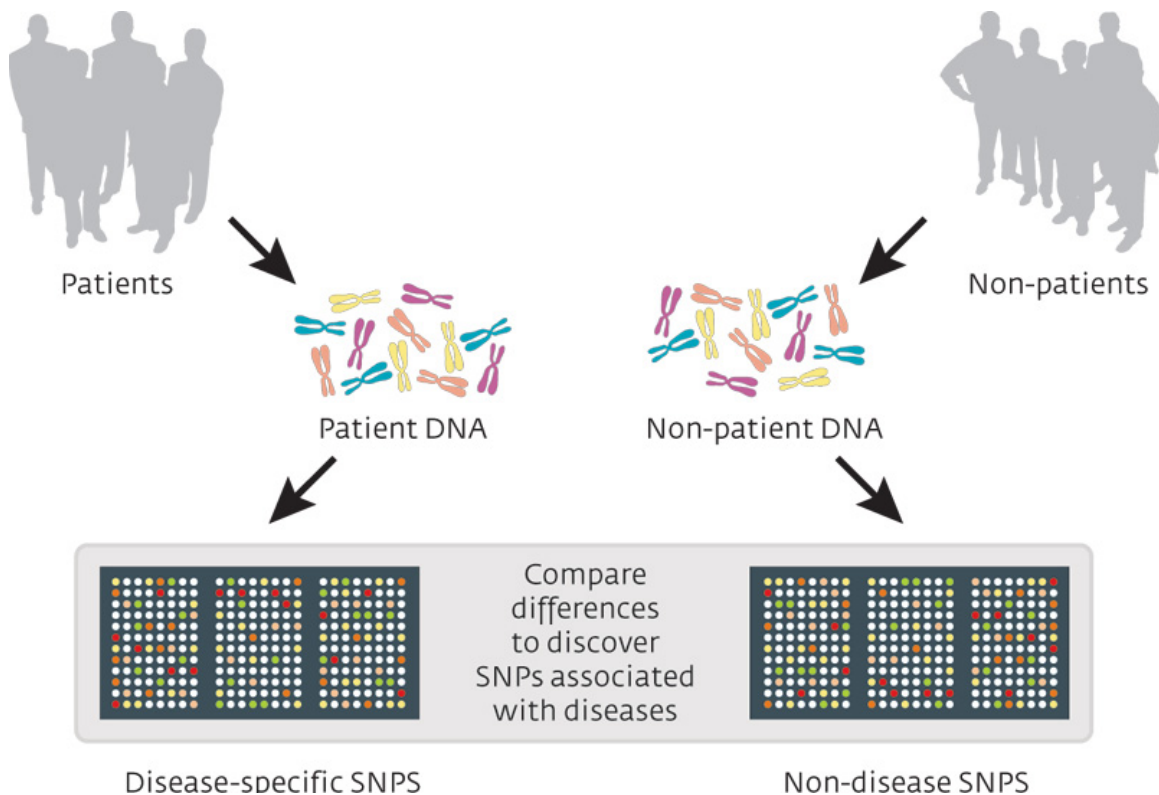 Patients
Non-patients
Patient DNA
Non-patient DNA
Compare
differences
to discover
SNPs associated
with diseases
Disease-specific SNPS
Non-disease SNPS